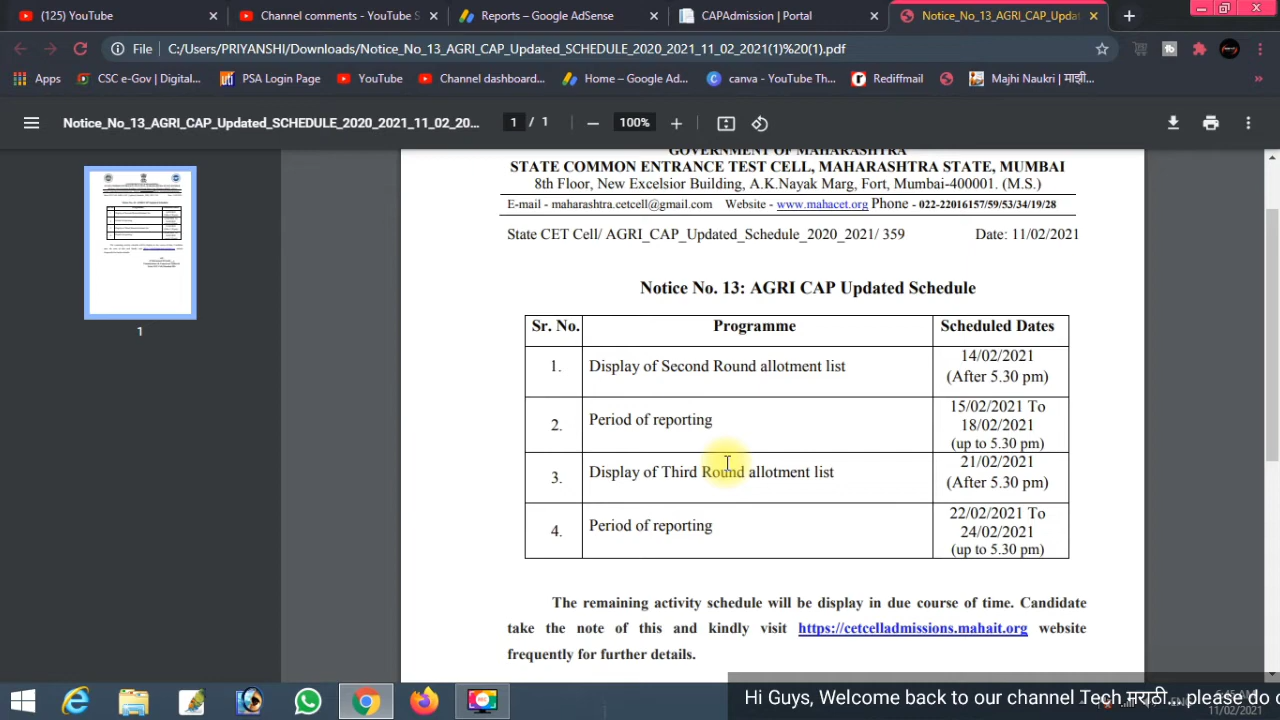 (125) YouTube
Channel comments - YouTube S
Reports – Google AdSense
CAPAdmission | Portal
Notice_No_13_AGRI_CAP_Updat
File C:/Users/PRIYANSHI/Downloads/Notice_No_13_AGRI_CAP_Updated_SCHEDULE_2020_2021_11_02_2021(1)%20(1).pdf
Apps CSC e-Gov | Digital... PSA Login Page YouTube Channel dashboard... Home – Google Ad... canva - YouTube Th... Rediffmail Majhi Naukri | माझी...
Notice_No_13_AGRI_CAP_Updated_SCHEDULE_2020_2021_11_02_20... 1 / 1 100%
GOVERNMENT OF MAHARASHTRA
STATE COMMON ENTRANCE TEST CELL, MAHARASHTRA STATE, MUMBAI
8th Floor, New Excelsior Building, A.K.Nayak Marg, Fort, Mumbai-400001. (M.S.)
E-mail - maharashtra.cetcell@gmail.com Website - www.mahacet.org Phone - 022-22016157/59/53/34/19/28
State CET Cell/ AGRI_CAP_Updated_Schedule_2020_2021/ 359 Date: 11/02/2021
Notice No. 13: AGRI CAP Updated Schedule
Sr. No. Programme Scheduled Dates
1. Display of Second Round allotment list 14/02/2021
(After 5.30 pm)
2. Period of reporting 15/02/2021 To
18/02/2021
(up to 5.30 pm)
3. Display of Third Round allotment list 21/02/2021
(After 5.30 pm)
4. Period of reporting 22/02/2021 To
24/02/2021
(up to 5.30 pm)
The remaining activity schedule will be display in due course of time. Candidate
take the note of this and kindly visit https://cetcelladmissions.mahait.org website
frequently for further details.
1
Hi Guys, Welcome back to our channel Tech मराठी... please do
11/02/2021